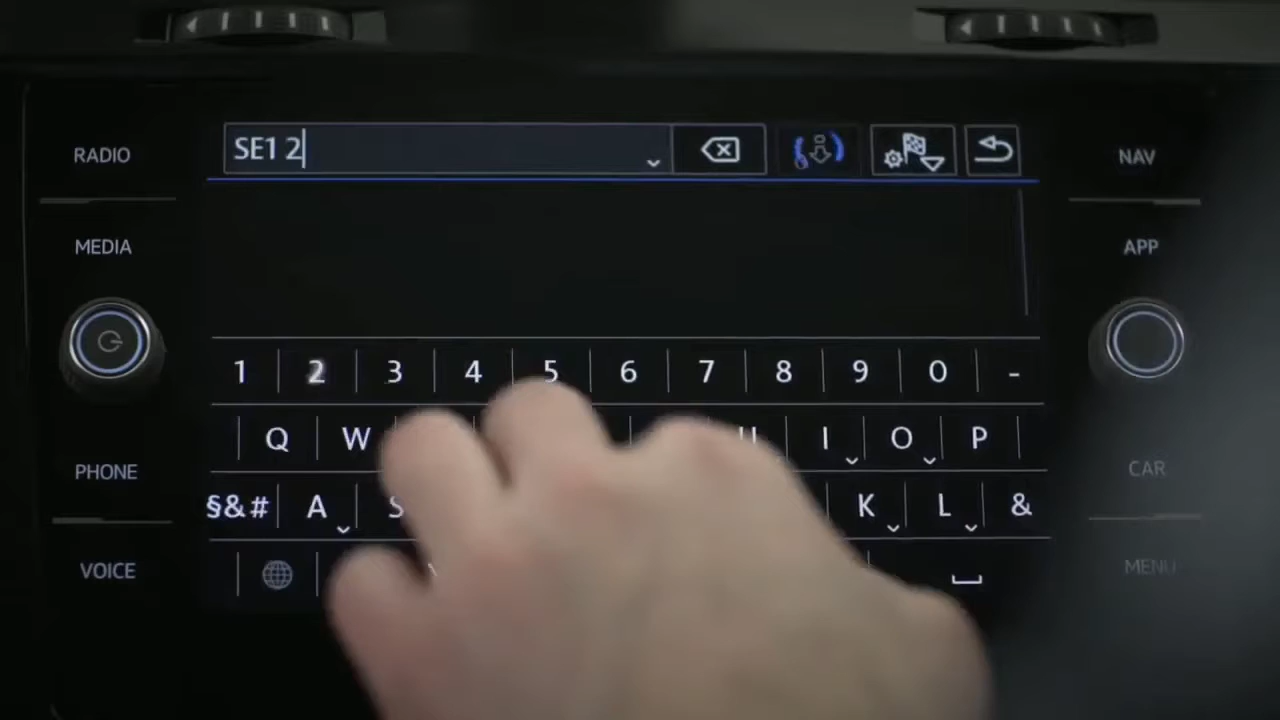 SE1 2
RADIO
NAV
MEDIA
APP
1 2 3 4 5 6 7 8 9 0 -
Q W U I O P
PHONE
CAR
§&# A S K L &
VOICE
MENU